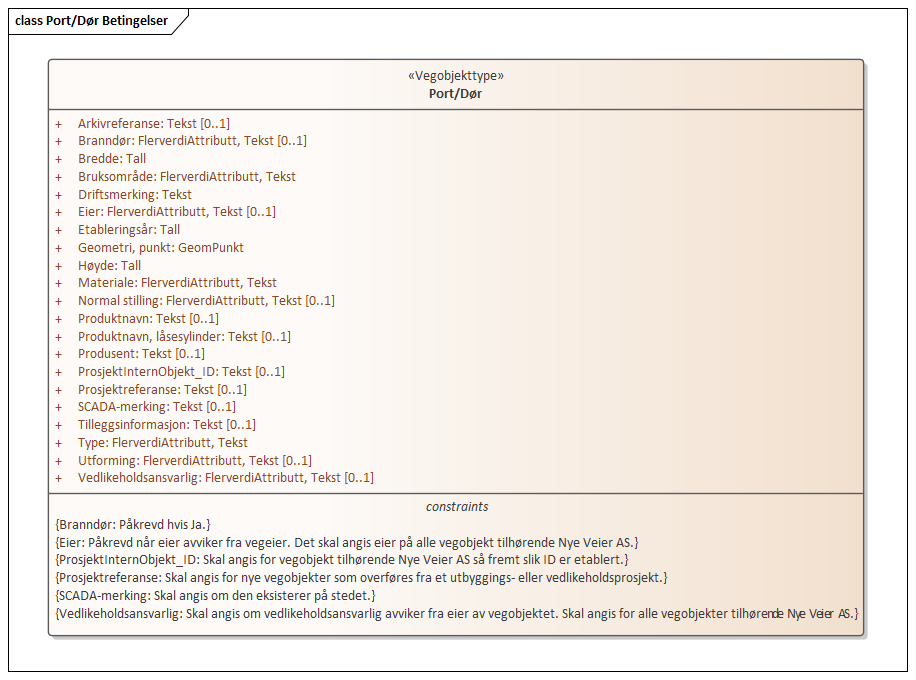 class Port/Dør Betingelser
«Vegobjekttype»
Port/Dør
+ Arkivreferanse: Tekst [0..1]
+ Branndør: FlerverdiAttributt, Tekst [0..1]
+ Bredde: Tall
+ Bruksområde: FlerverdiAttributt, Tekst
+ Driftsmerking: Tekst
+ Eier: FlerverdiAttributt, Tekst [0..1]
+ Etableringsår: Tall
+ Geometri, punkt: GeomPunkt
+ Høyde: Tall
+ Materiale: FlerverdiAttributt, Tekst
+ Normal stilling: FlerverdiAttributt, Tekst [0..1]
+ Produktnavn: Tekst [0..1]
+ Produktnavn, låsesylinder: Tekst [0..1]
+ Produsent: Tekst [0..1]
+ ProsjektInternObjekt_ID: Tekst [0..1]
+ Prosjektreferanse: Tekst [0..1]
+ SCADA-merking: Tekst [0..1]
+ Tilleggsinformasjon: Tekst [0..1]
+ Type: FlerverdiAttributt, Tekst
+ Utforming: FlerverdiAttributt, Tekst [0..1]
+ Vedlikeholdsansvarlig: FlerverdiAttributt, Tekst [0..1]
constraints
{Branndør: Påkrevd hvis Ja.}
{Eier: Påkrevd når eier avviker fra vegeier. Det skal angis eier på alle vegobjekt tilhørende Nye Veier AS.}
{ProsjektInternObjekt_ID: Skal angis for vegobjekt tilhørende Nye Veier AS så fremt slik ID er etablert.}
{Prosjektreferanse: Skal angis for nye vegobjekter som overføres fra et utbyggings- eller vedlikeholdsprosjekt.}
{SCADA-merking: Skal angis om den eksisterer på stedet.}
{Vedlikeholdsansvarlig: Skal angis om vedlikeholdsansvarlig avviker fra eier av vegobjektet. Skal angis for alle vegobjekter tilhørende Nye Veier AS.}